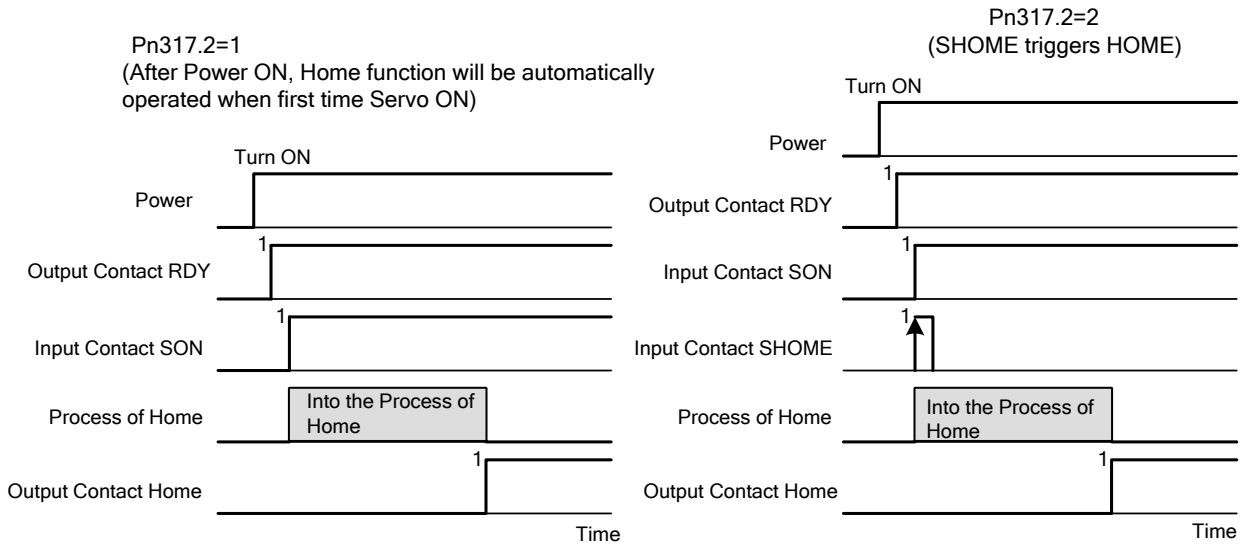 Pn317.2=1
(After Power ON, Home function will be automatically
operated when first time Servo ON)
Turn ON
Power
1
Output Contact RDY
1
Input Contact SON
Into the Process of
Home
Process of Home
1
Output Contact Home
Time
Pn317.2=2
(SHOME triggers HOME)
Turn ON
Power
1
Output Contact RDY
1
Input Contact SON
1
Input Contact SHOME
Into the Process of
Home
Process of Home
1
Output Contact Home
Time